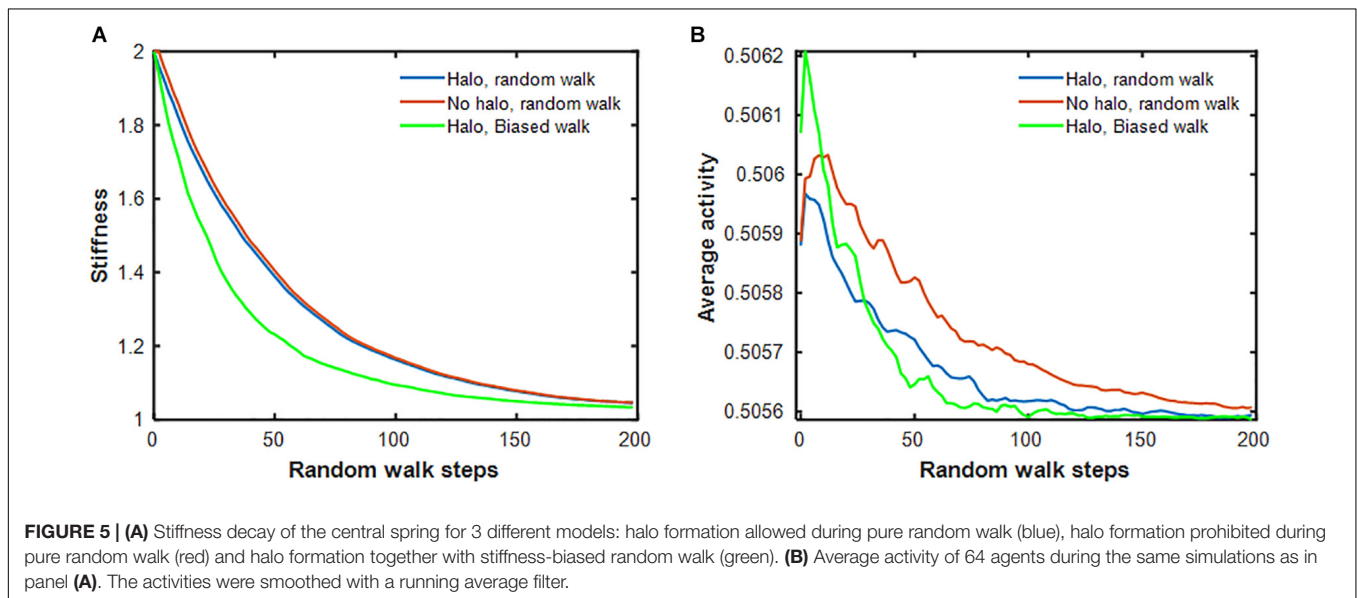 A
B
2
1.8
1.6
1.4
1.2
1
Stiffness
0
50
100
150
200
Random walk steps
Halo, random walk
No halo, random walk
Halo, Biased walk
0.5062
0.5061
0.506
0.5059
0.5058
0.5057
0.5056
Average activity
0
50
100
150
200
Random walk steps
Halo, random walk
No halo, random walk
Halo, Biased walk
FIGURE 5 | (A) Stiffness decay of the central spring for 3 different models: halo formation allowed during pure random walk (blue), halo formation prohibited during
pure random walk (red) and halo formation together with stiffness-biased random walk (green). (B) Average activity of 64 agents during the same simulations as in
panel (A). The activities were smoothed with a running average filter.